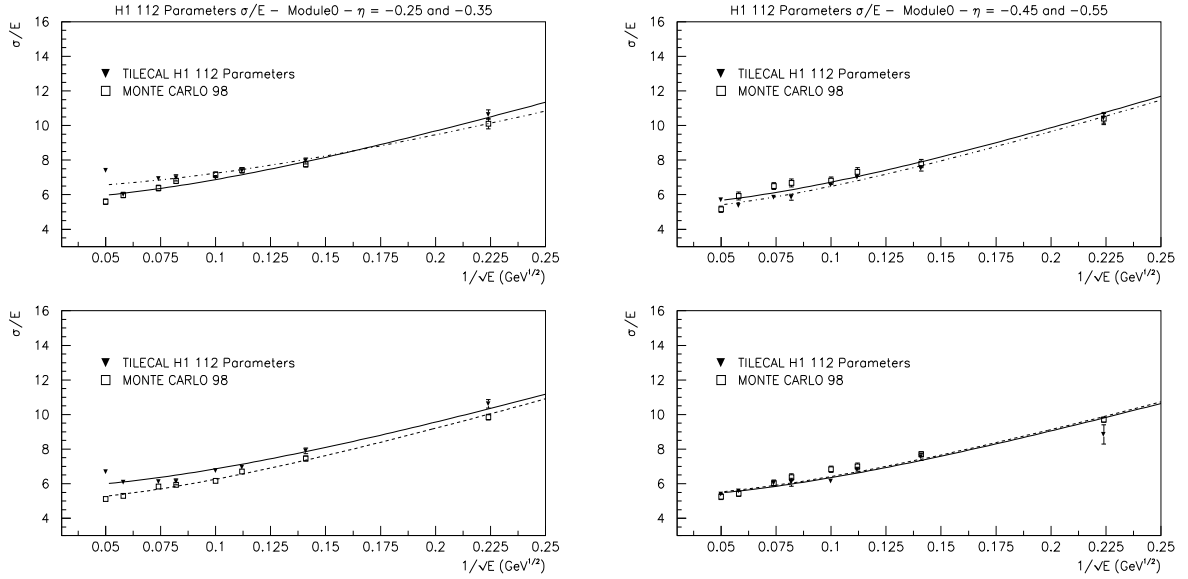 H1 112 Parameters σ/E − Module0 − η = −0.25 and −0.35
σ/E
16
14
12
10
8
6
4
TILECAL H1 112 Parameters
MONTE CARLO 98
0.05 0.075 0.1 0.125 0.15 0.175 0.2 0.225 0.25
1/√E (GeV1/2)
H1 112 Parameters σ/E − Module0 − η = −0.45 and −0.55
σ/E
16
14
12
10
8
6
4
TILECAL H1 112 Parameters
MONTE CARLO 98
0.05 0.075 0.1 0.125 0.15 0.175 0.2 0.225 0.25
1/√E (GeV1/2)
σ/E
16
14
12
10
8
6
4
TILECAL H1 112 Parameters
MONTE CARLO 98
0.05 0.075 0.1 0.125 0.15 0.175 0.2 0.225 0.25
1/√E (GeV1/2)
σ/E
16
14
12
10
8
6
4
TILECAL H1 112 Parameters
MONTE CARLO 98
0.05 0.075 0.1 0.125 0.15 0.175 0.2 0.225 0.25
1/√E (GeV1/2)